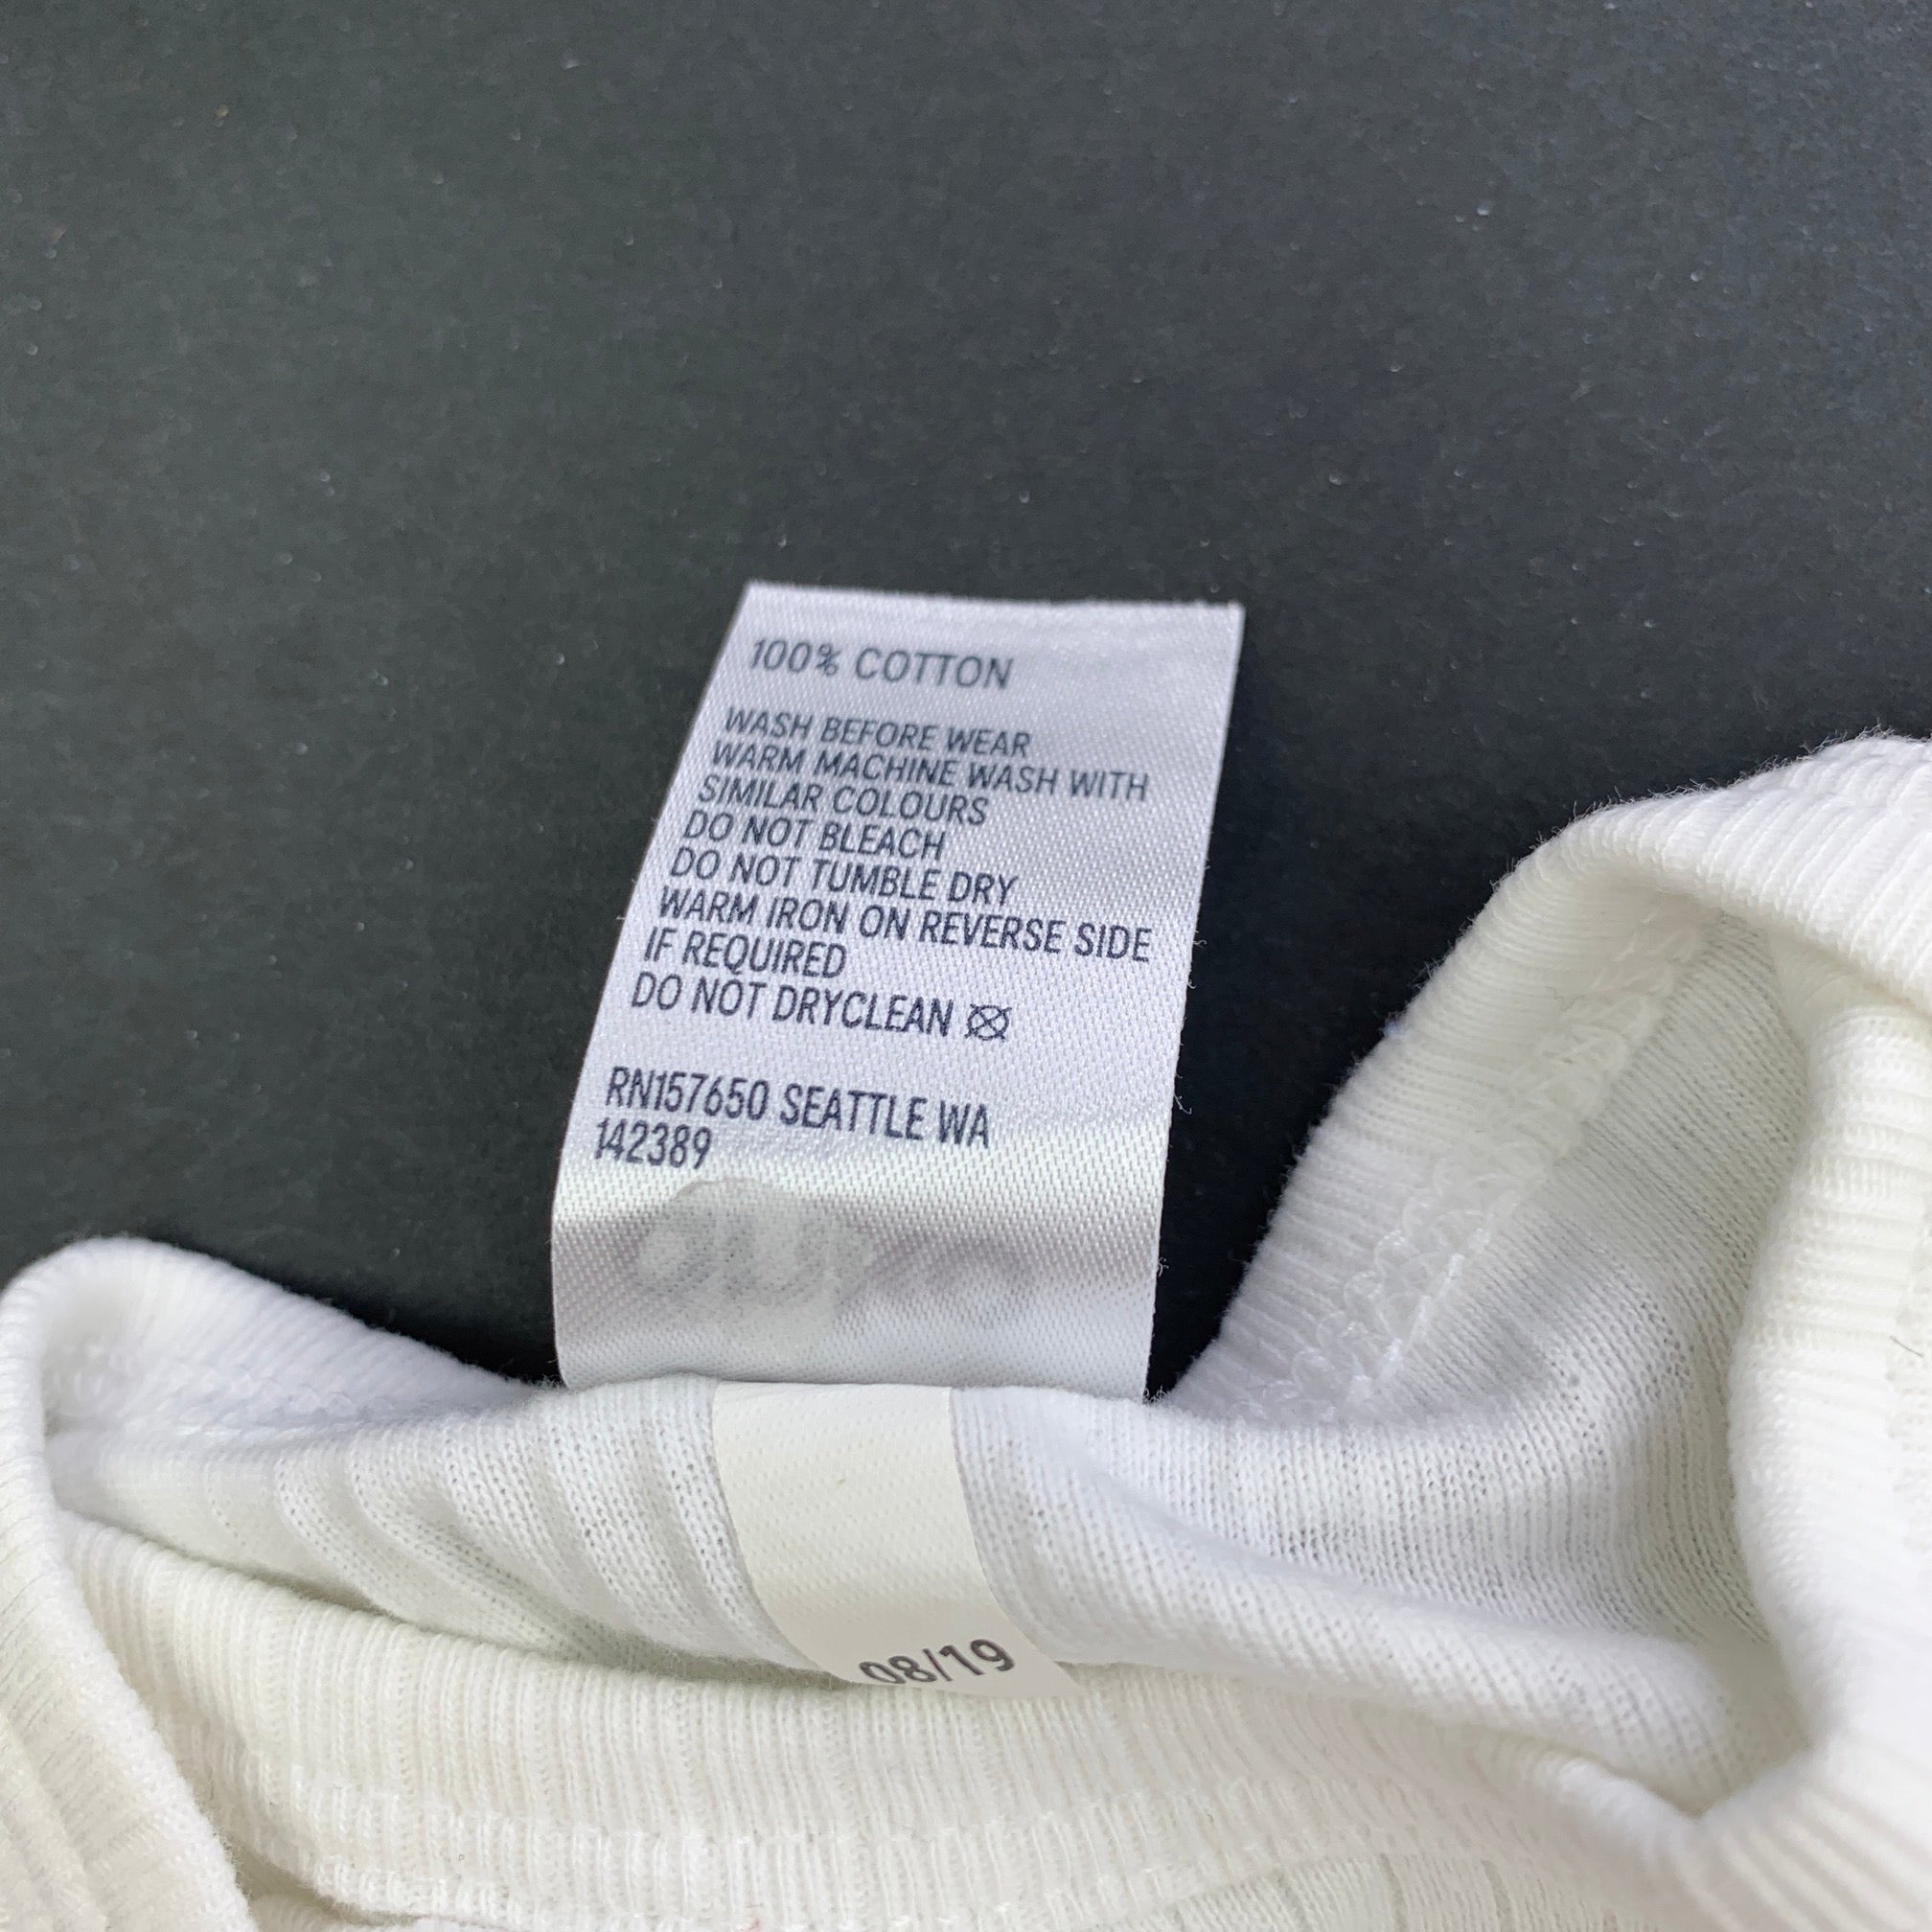 100% COTTON
WASH BEFORE WEAR
WARM MACHINE WASH WITH
SIMILAR COLOURS
DO NOT BLEACH
DO NOT TUMBLE DRY
WARM IRON ON REVERSE SIDE
IF REQUIRED
DO NOT DRYCLEAN
RN157650 SEATTLE WA
142389
08/19